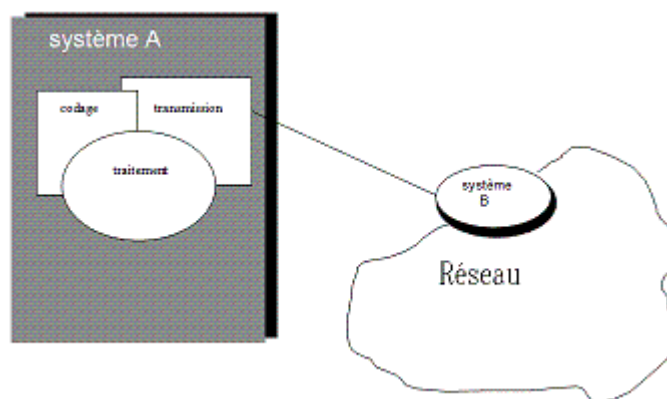 système A
codage
transmission
traitement
système
B
Réseau